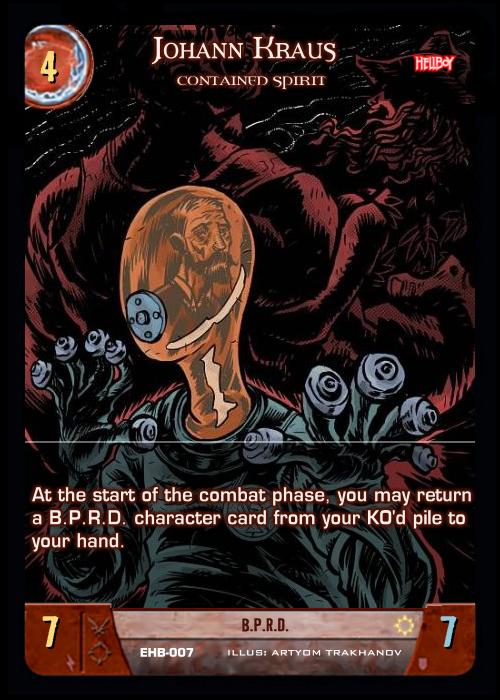 4
Johann Kraus
HELLBOY
contained spirit
At the start of the combat phase, you may return
a B.P.R.D. character card from your KO'd pile to
your hand.
7
B.P.R.D.
7
EHB-007
ILLUS: ARTYOM TRAKHANOV